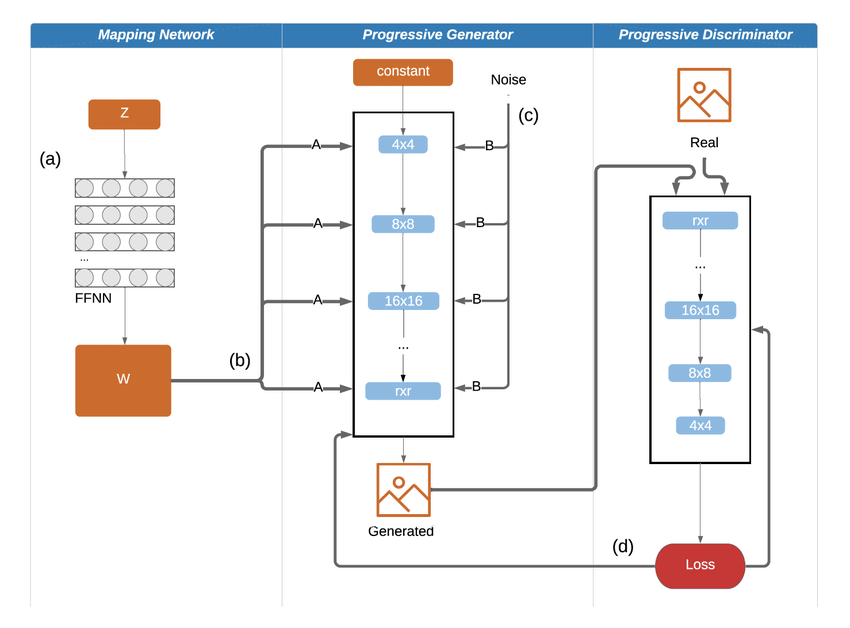 Mapping Network
Progressive Generator
Progressive Discriminator
Z
(a)
...
FFNN
W
(b)
constant
Noise
(c)
A
4x4
B
A
8x8
B
A
16x16
B
...
A
rxr
B
Generated
Real
rxr
...
16x16
8x8
4x4
(d)
Loss